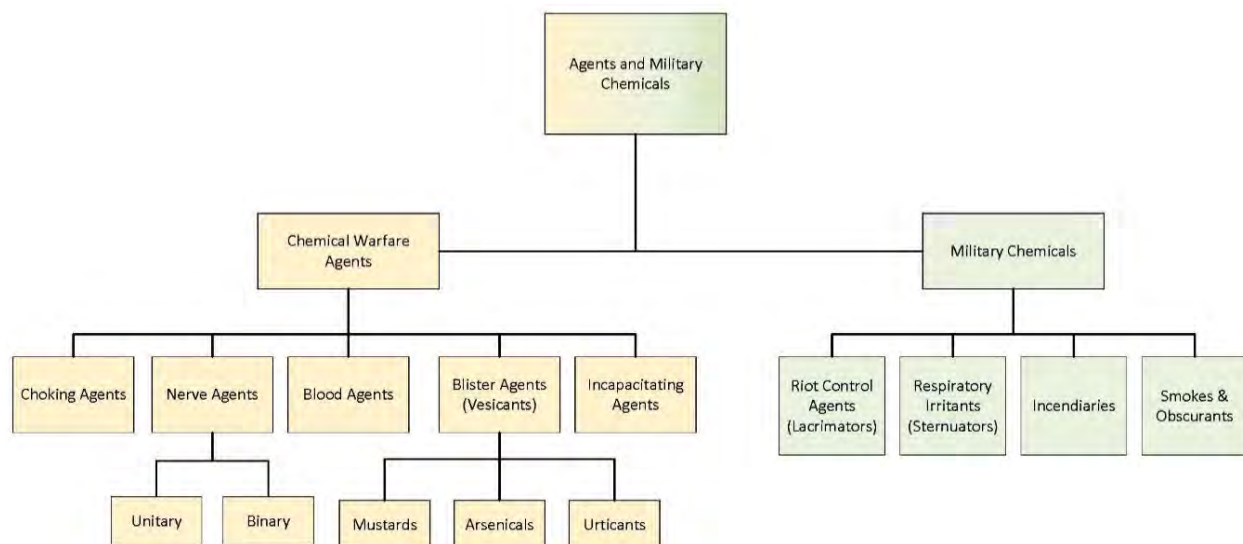 Agents and Military
Chemicals
Chemical Warfare
Agents
Military Chemicals
Choking Agents
Nerve Agents
Blood Agents
Blister Agents
(Vesicants)
Incapacitating
Agents
Riot Control
Agents
(Lacrimators)
Respiratory
Irritants
(Sternuators)
Incendiaries
Smokes &
Obscurants
Unitary
Binary
Mustards
Arsenicals
Urticants